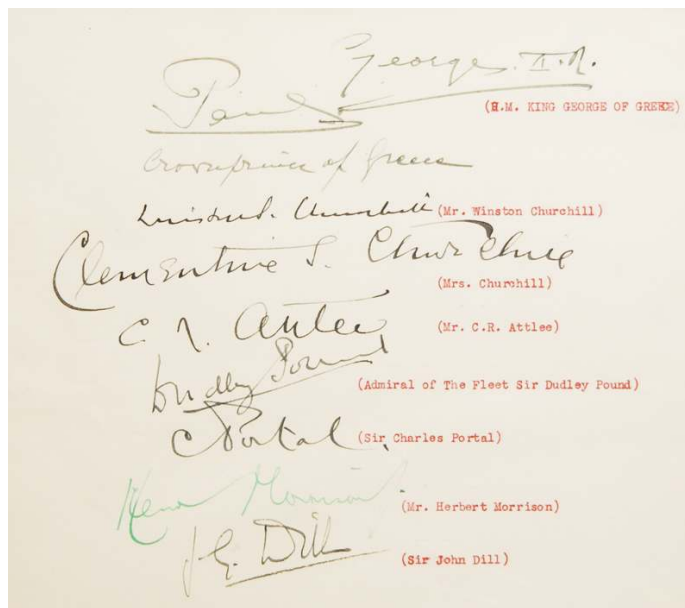 George. II. R.
Paul
(H.M. KING GEORGE OF GREECE)
Crownprince of Greece
Winston S. Churchill (Mr. Winston Churchill)
Clementine S. Churchill
(Mrs. Churchill)
C. R. Attlee (Mr. C.R. Attlee)
Dudley Pound
(Admiral of The Fleet Sir Dudley Pound)
C Portal. (Sir Charles Portal)
Morrison
(Mr. Herbert Morrison)
J. G. Dill
(Sir John Dill)